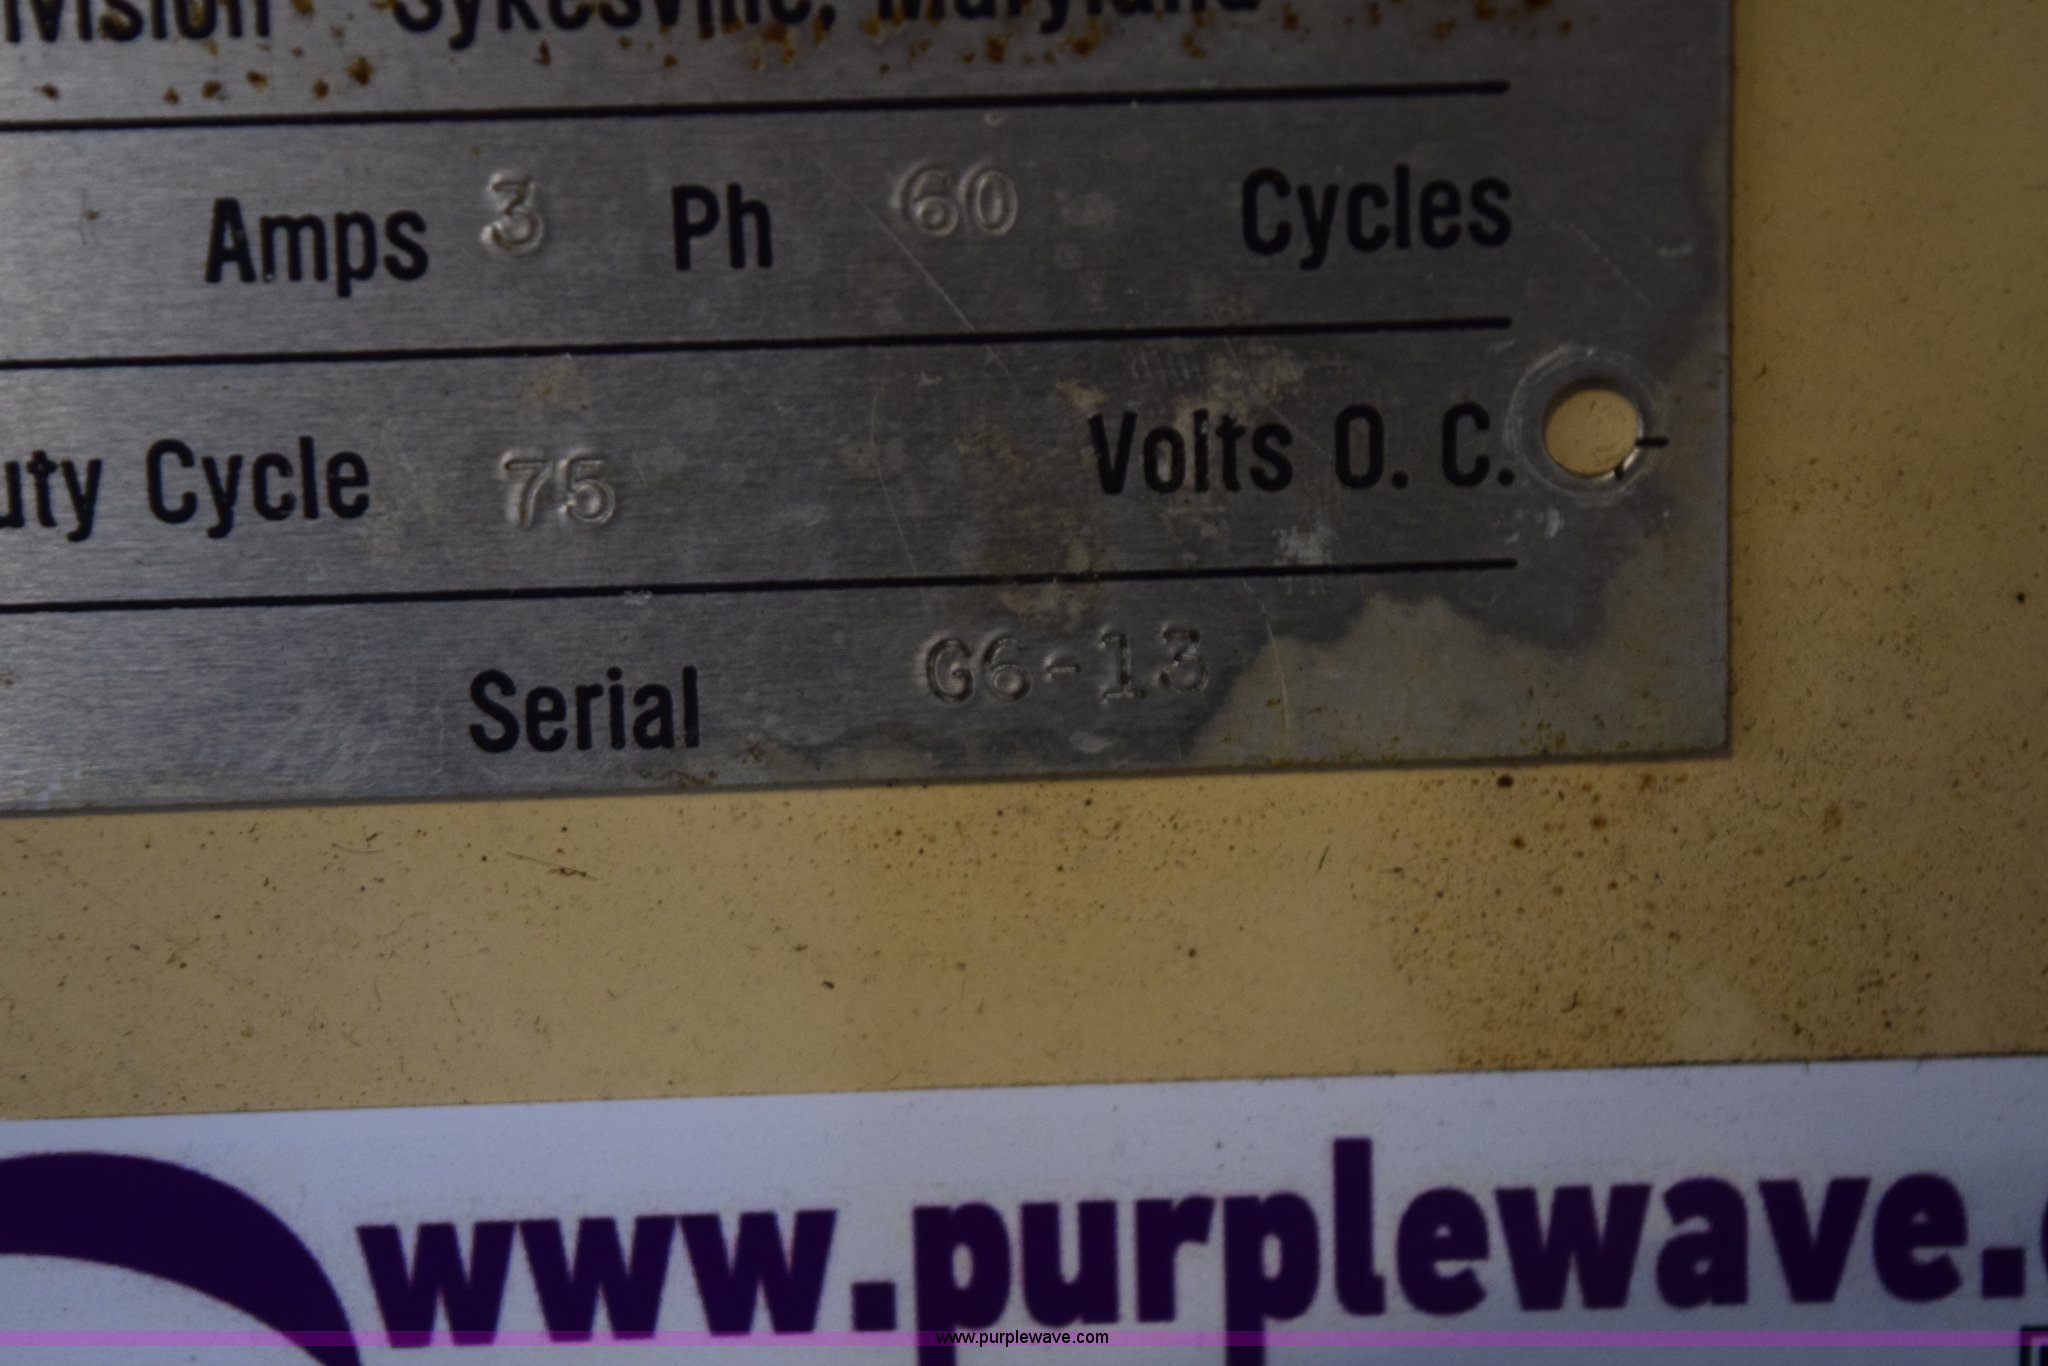 ivision Sykesville, Maryland
Amps 3 Ph 60 Cycles
uty Cycle 75 Volts O. C.
Serial G6-13
www.purplewave.
www.purplewave.com